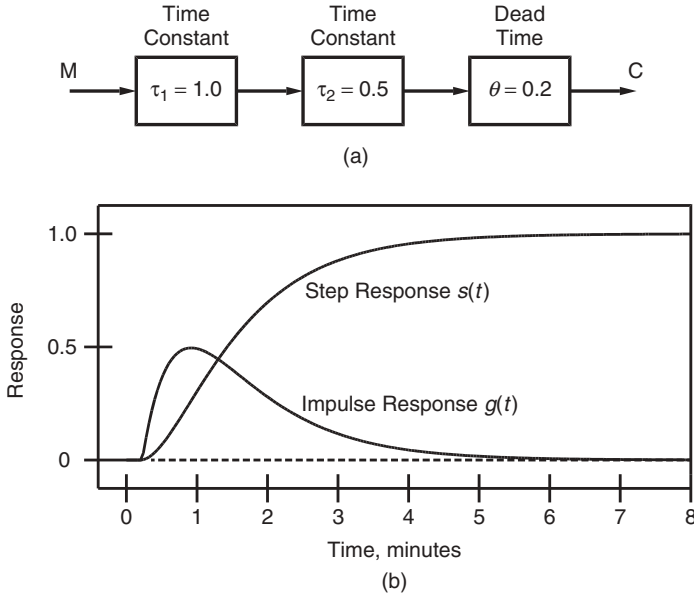 Time Constant
Time Constant
Dead Time
M
τ1 = 1.0
τ2 = 0.5
θ = 0.2
C
(a)
Response
1.0
0.5
0
Step Response s(t)
Impulse Response g(t)
0 1 2 3 4 5 6 7 8
Time, minutes
(b)